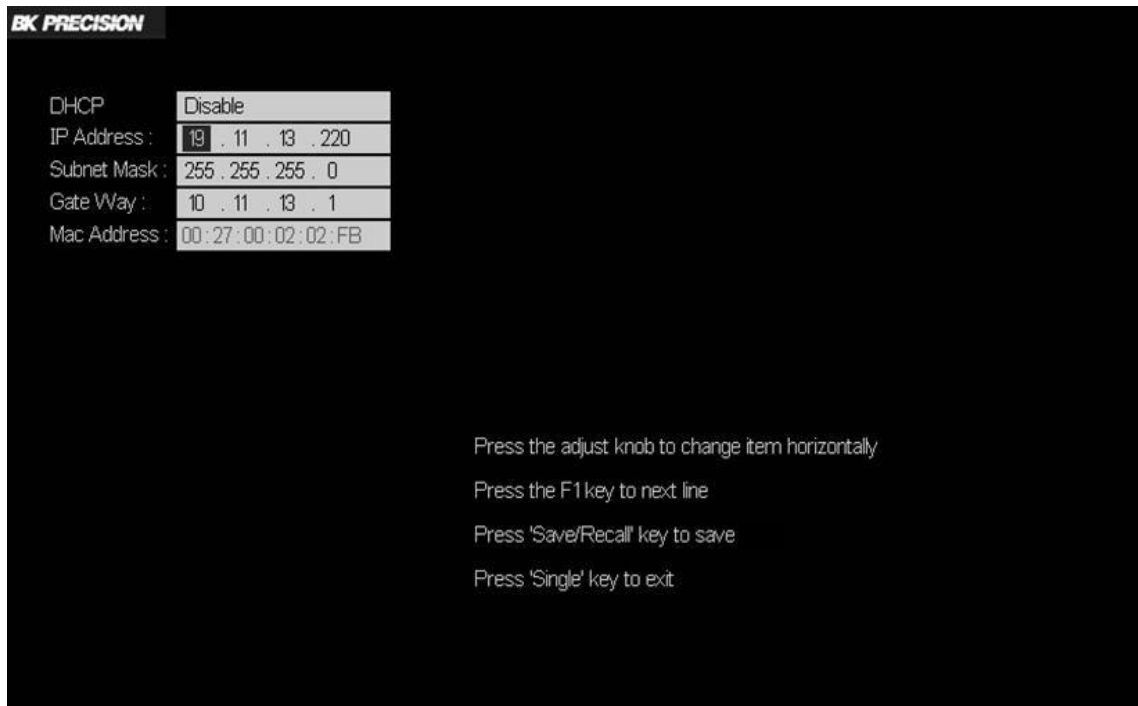 BK PRECISION
DHCP Disable
IP Address : 19 . 11 . 13 . 220
Subnet Mask : 255 . 255 . 255 . 0
Gate Way : 10 . 11 . 13 . 1
Mac Address : 00:27:00:02:02:FB
Press the adjust knob to change item horizontally
Press the F1 key to next line
Press 'Save/Recall' key to save
Press 'Single' key to exit